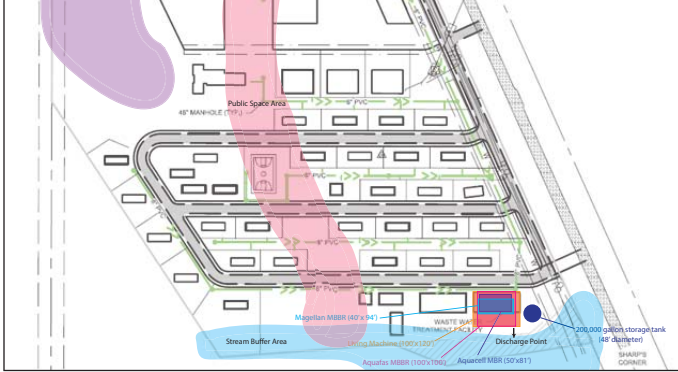 8" PVC
Public Space Area
48" MANHOLE (TYP.)
8" PVC
8" PVC
8" PVC
8" PVC
Magellan MBBR (40'x 94')
WASTE WATER
TREATMENT FACILITY
200,000 gallon storage tank
(48' diameter)
Stream Buffer Area
Living Machine (100'x120')
Discharge Point
Aquafas MBBR (100'x100')
Aquacell MBR (50'x81')
SHARP'S
CORNER